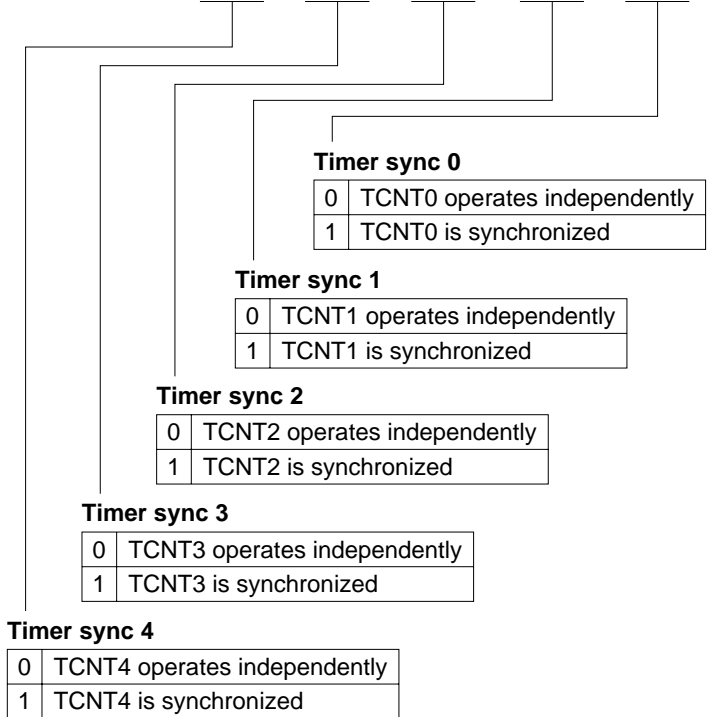 Timer sync 0
0 TCNT0 operates independently
1 TCNT0 is synchronized
Timer sync 1
0 TCNT1 operates independently
1 TCNT1 is synchronized
Timer sync 2
0 TCNT2 operates independently
1 TCNT2 is synchronized
Timer sync 3
0 TCNT3 operates independently
1 TCNT3 is synchronized
Timer sync 4
0 TCNT4 operates independently
1 TCNT4 is synchronized